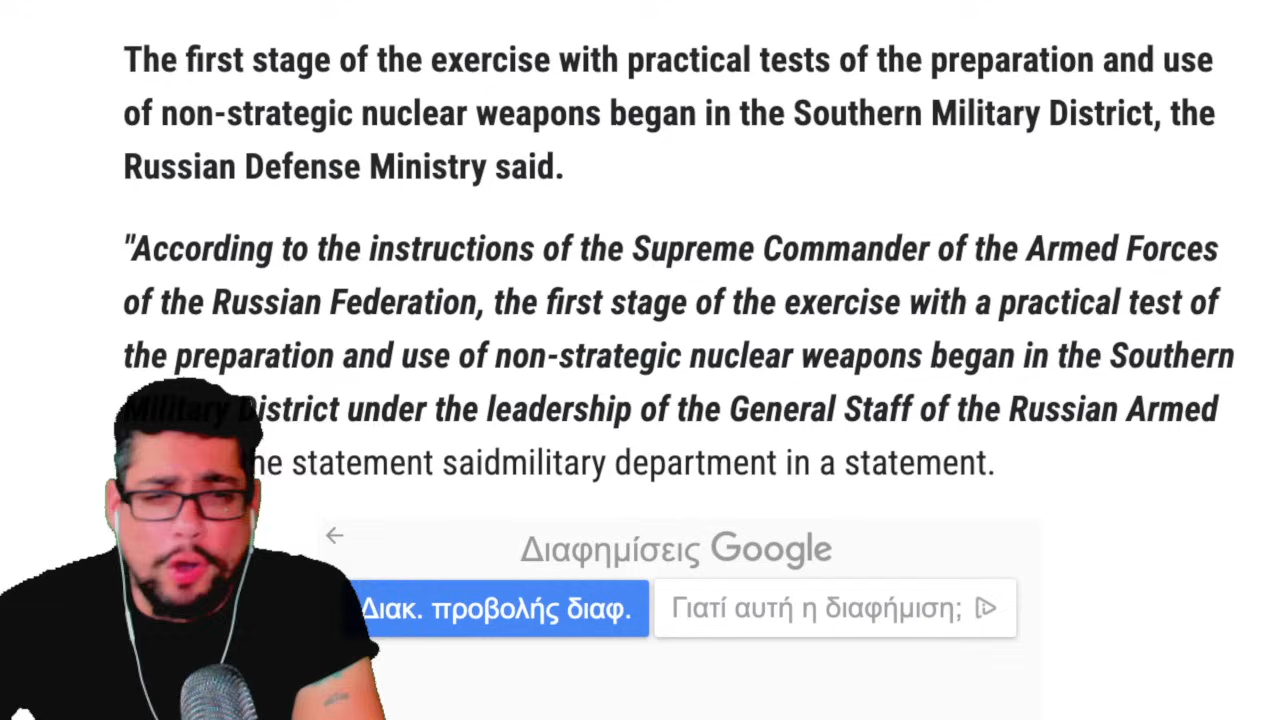 The first stage of the exercise with practical tests of the preparation and use
of non-strategic nuclear weapons began in the Southern Military District, the
Russian Defense Ministry said.
"According to the instructions of the Supreme Commander of the Armed Forces
of the Russian Federation, the first stage of the exercise with a practical test of
the preparation and use of non-strategic nuclear weapons began in the Southern
Military District under the leadership of the General Staff of the Russian Armed
he statement saidmilitary department in a statement.
Διαφημίσεις Google
Διακ. προβολής διαφ.
Γιατί αυτή η διαφήμιση;